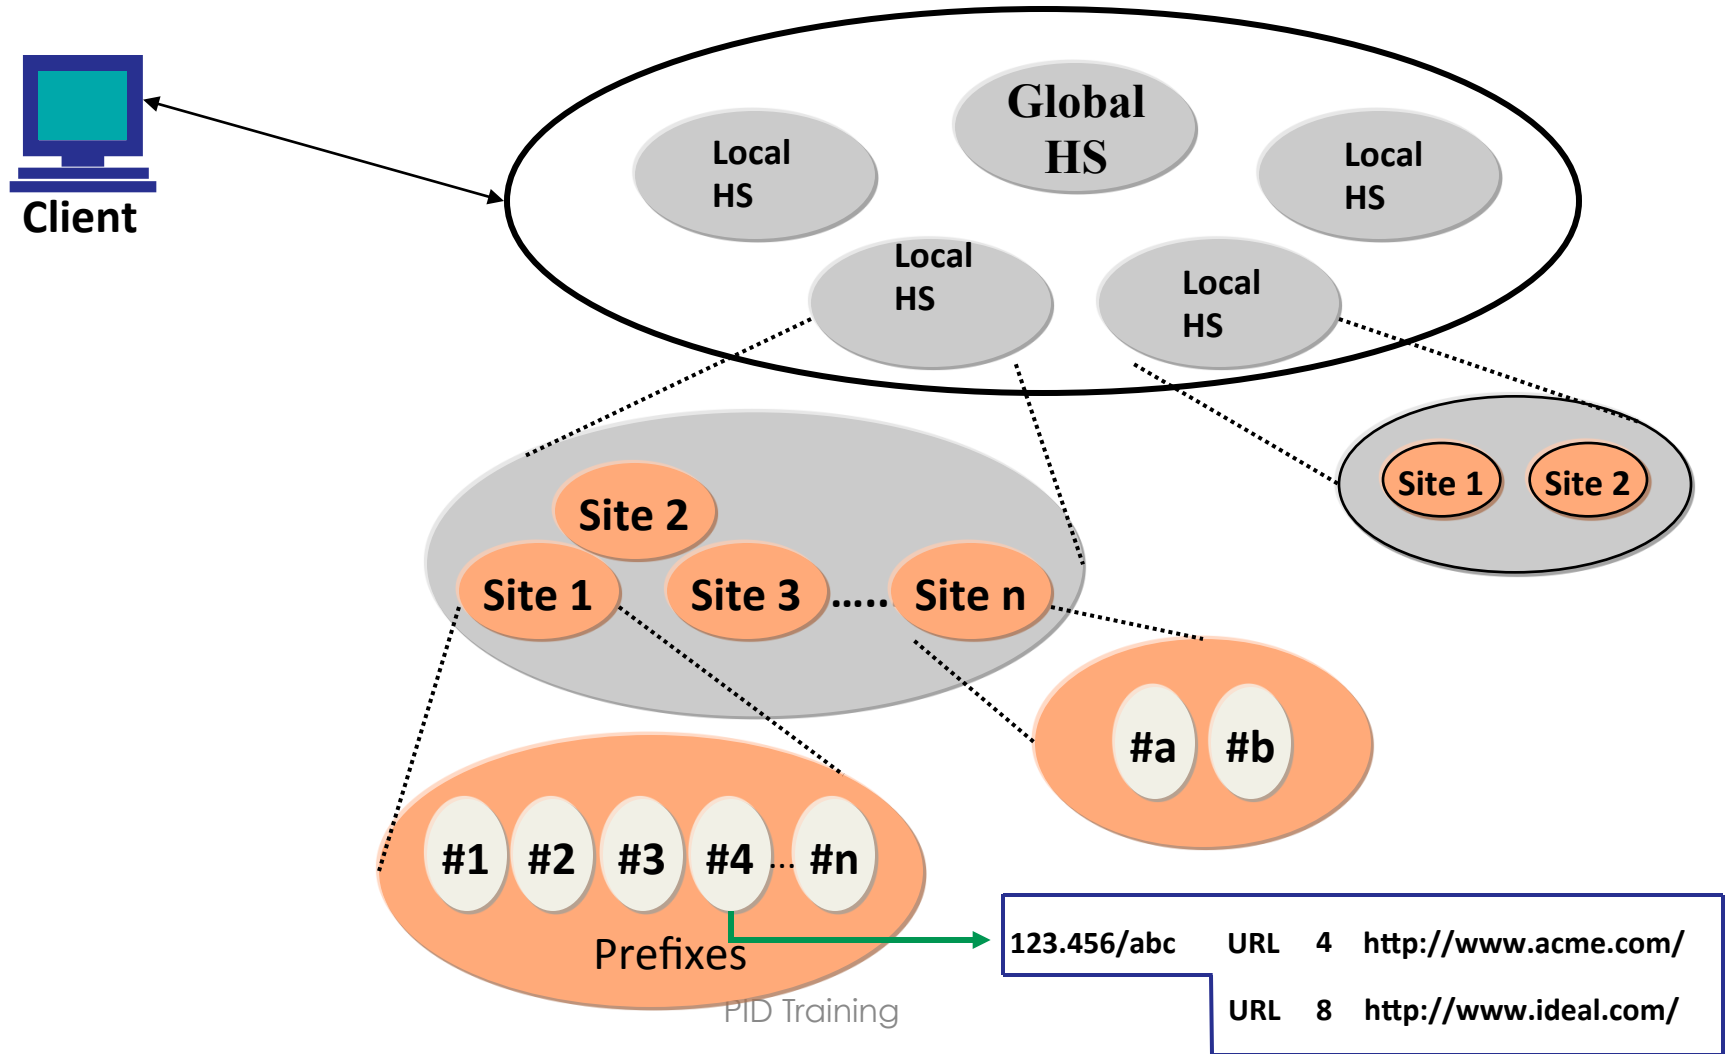 Client
Global
HS
Local
HS
Local
HS
Local
HS
Local
HS
Site 1
Site 2
Site 2
Site 1
Site 3
.....
Site n
#a
#b
#1
#2
#3
#4
...
#n
Prefixes
123.456/abc URL 4 http://www.acme.com/
URL 8 http://www.ideal.com/
PID Training